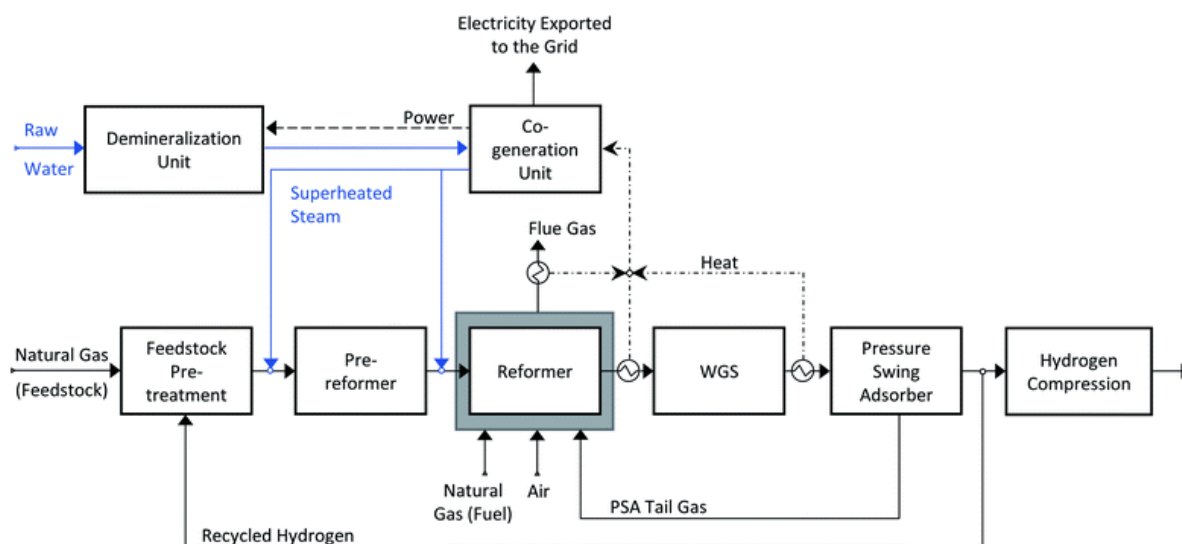 Electricity Exported
to the Grid
Raw
Water
Demineralization
Unit
Power
Co-
generation
Unit
Superheated
Steam
Flue Gas
Heat
Natural Gas
(Feedstock)
Feedstock
Pre-
treatment
Pre-
reformer
Reformer
WGS
Pressure
Swing
Adsorber
Hydrogen
Compression
Natural
Gas (Fuel)
Air
PSA Tail Gas
Recycled Hydrogen